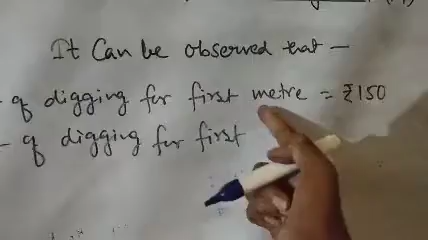 It Can be observed that —
of digging for first metre = ₹150
of digging for first